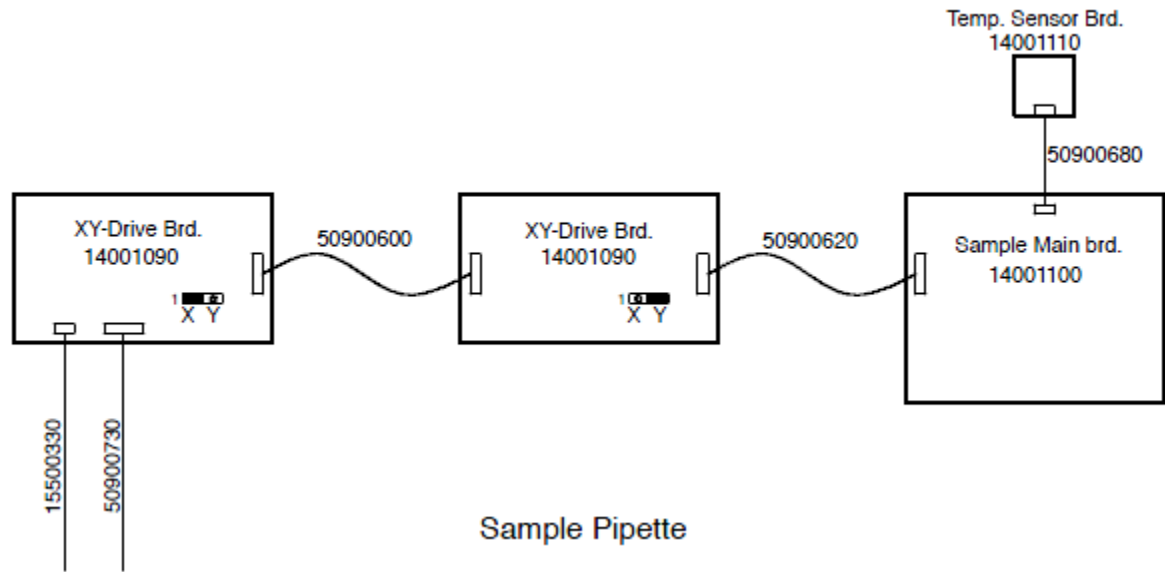 Temp. Sensor Brd.
14001110
50900680
XY-Drive Brd.
14001090
1
X Y
50900600
XY-Drive Brd.
14001090
1
X Y
50900620
Sample Main brd.
14001100
15500330
50900730
Sample Pipette